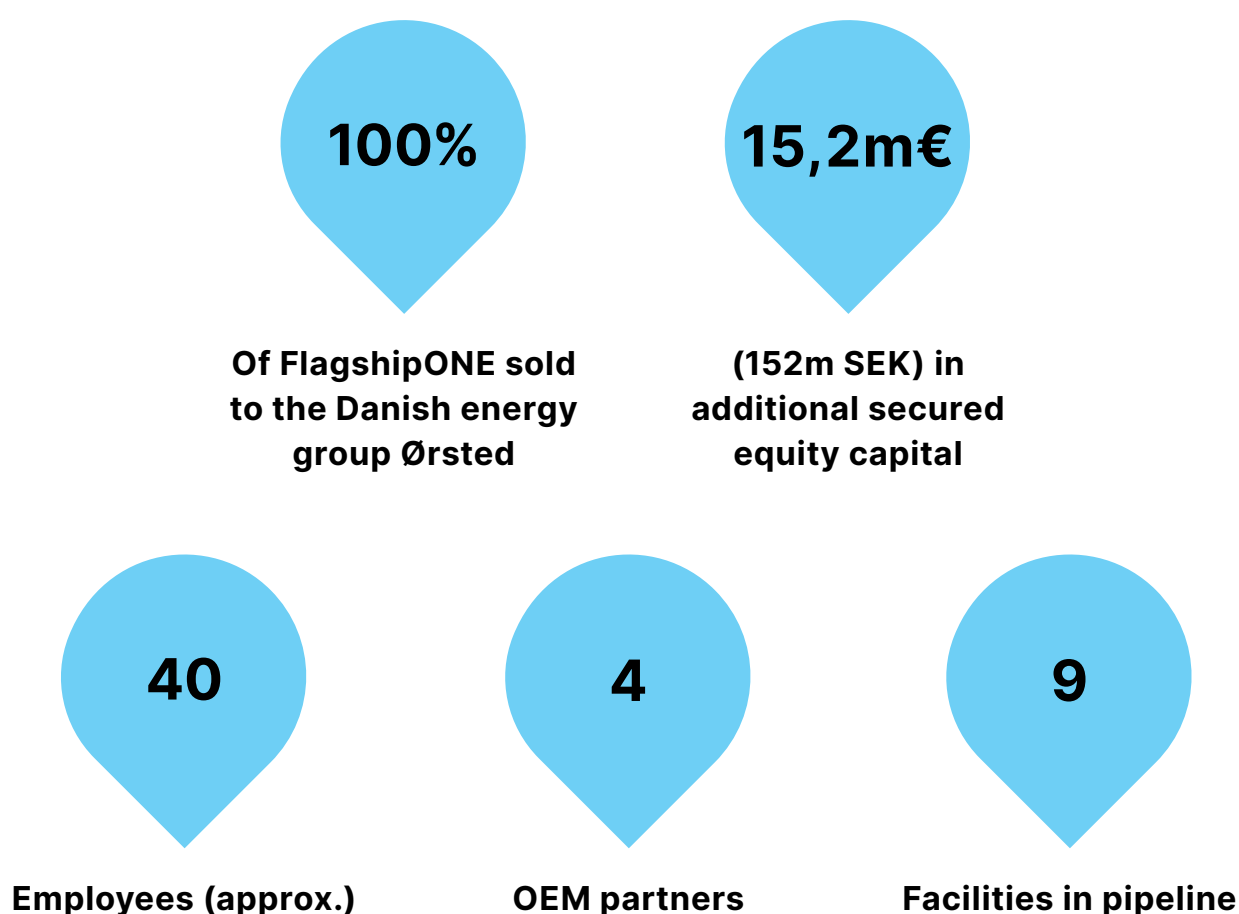 100%
Of FlagshipONE sold
to the Danish energy
group Ørsted
15,2m€
(152m SEK) in
additional secured
equity capital
40
Employees (approx.)
4
OEM partners
9
Facilities in pipeline